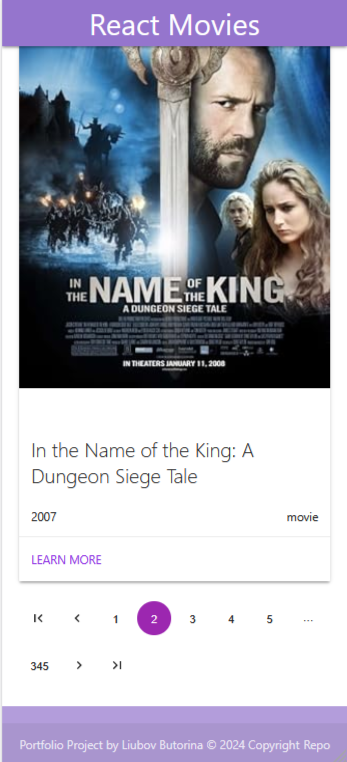 React Movies
IN THE NAME OF THE KING
A DUNGEON SIEGE TALE
IN THEATERS JANUARY 11, 2008
In the Name of the King: A
Dungeon Siege Tale
2007 movie
LEARN MORE
1 2 3 4 5 ...
345
Portfolio Project by Liubov Butorina © 2024 Copyright Repo